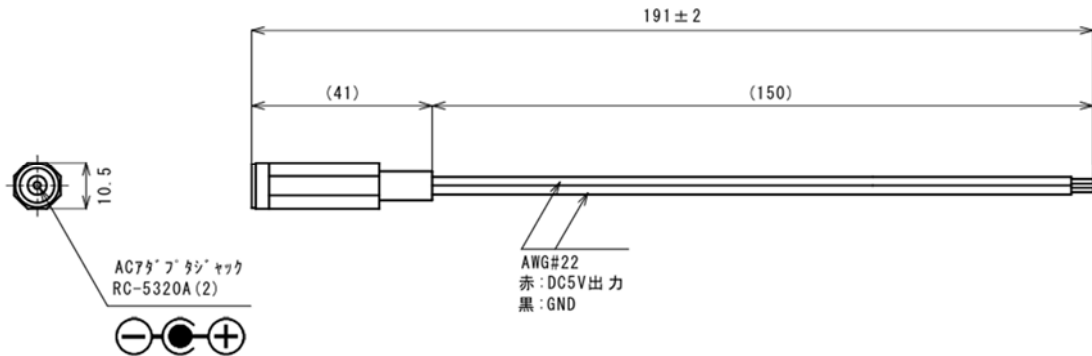 191±2
(41)
(150)
10.5
ACアダプタジャック
RC-5320A(2)
AWG#22
赤:DC5V出力
黒:GND